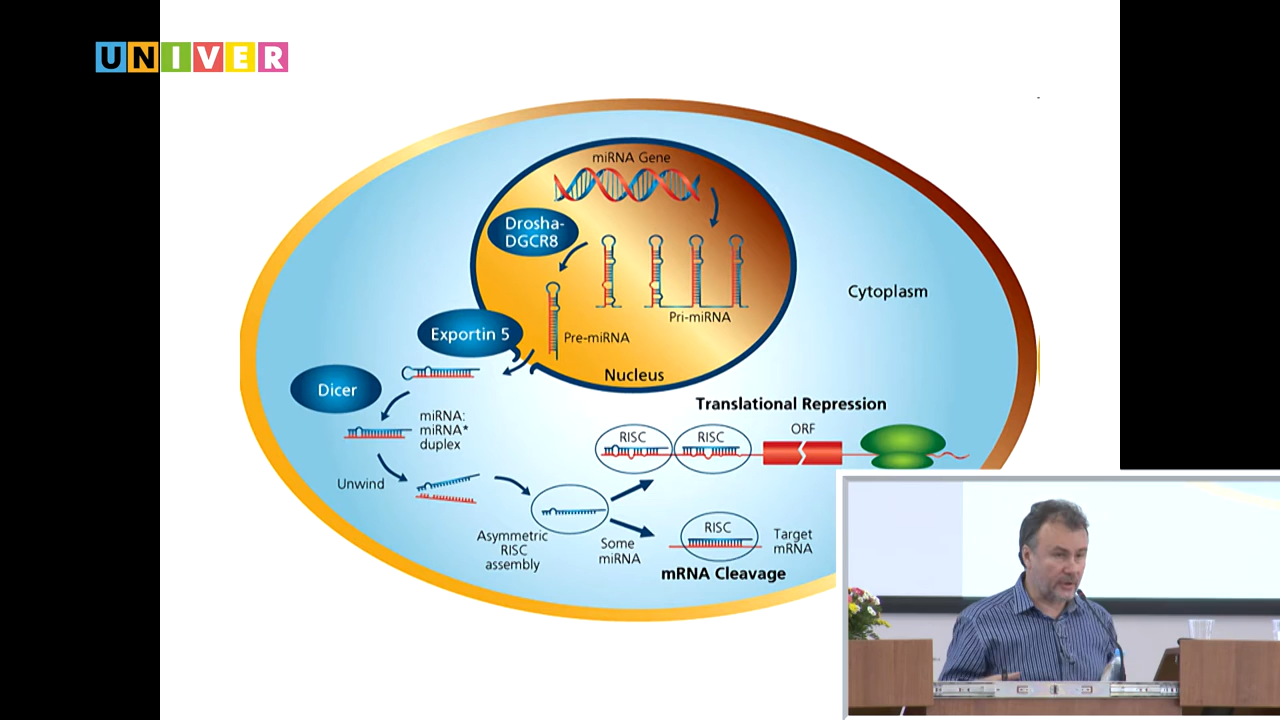 UNIVER
miRNA Gene
Drosha-
DGCR8
Pri-miRNA
Cytoplasm
Exportin 5
Pre-miRNA
Nucleus
Dicer
miRNA:
miRNA*
duplex
Translational Repression
RISC
RISC
ORF
Unwind
Asymmetric
RISC
assembly
Some
miRNA
RISC
Target
mRNA
mRNA Cleavage